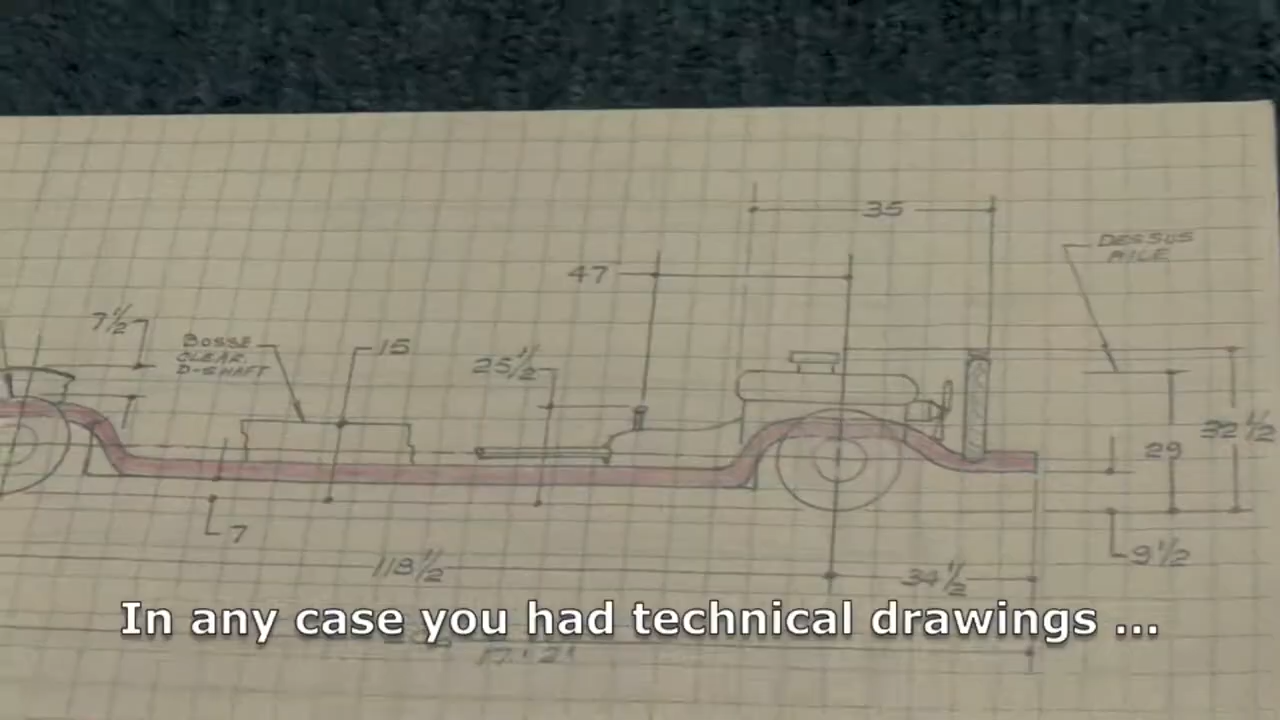 35
DESSUS
AILE
47
7½
BOSSE
CLEAR.
D-SHAFT
15
25½
32½
29
7
9½
118½
34½
In any case you had technical drawings ...